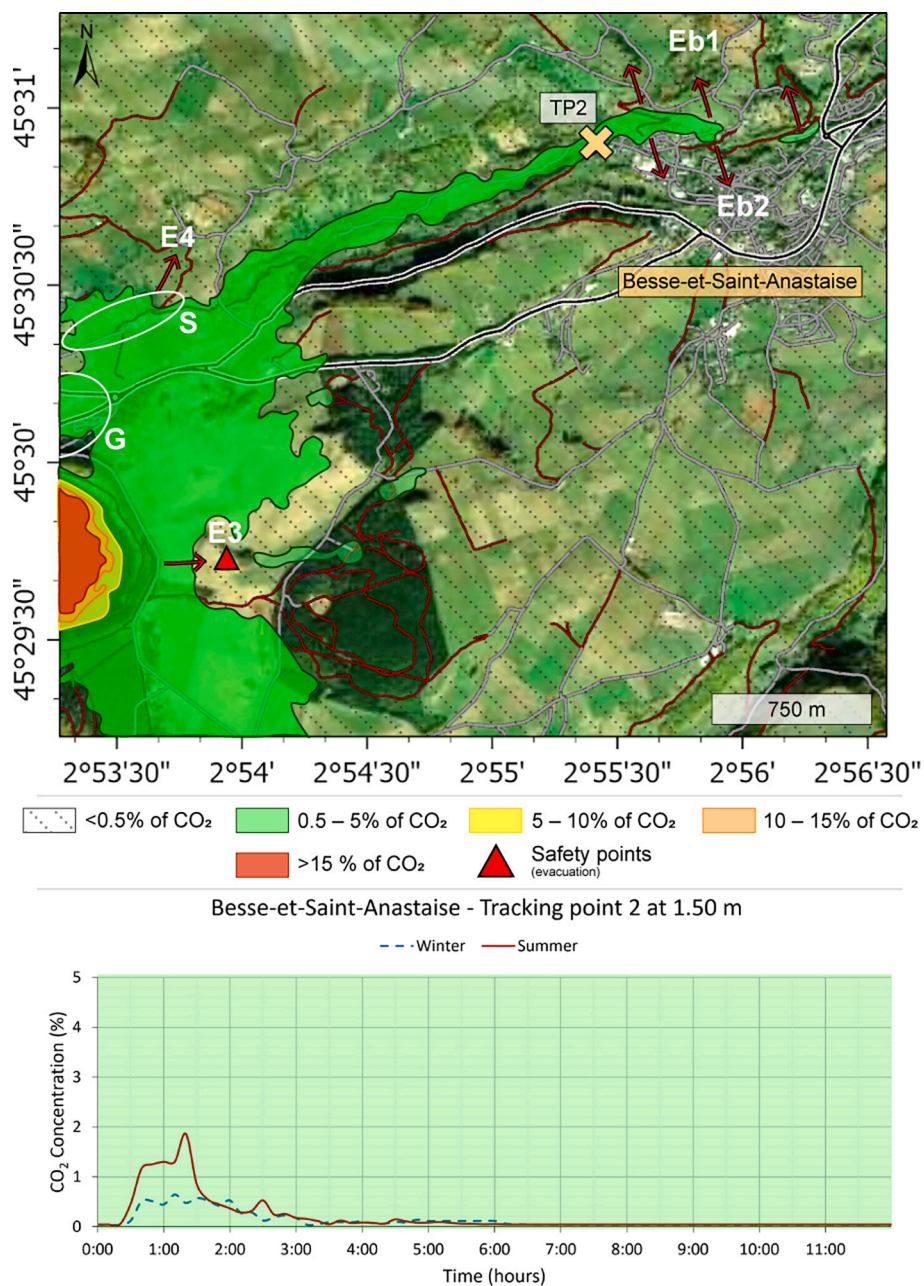 N
45°31'
45°30'30"
45°30'
45°29'30"
Eb1
TP2
Eb2
E4
Besse-et-Saint-Anastaise
S
G
E3
750 m
2°53'30" 2°54' 2°54'30" 2°55' 2°55'30" 2°56' 2°56'30"
<0.5% of CO₂ 0.5 – 5% of CO₂ 5 – 10% of CO₂ 10 – 15% of CO₂
>15 % of CO₂ Safety points
(evacuation)
Besse-et-Saint-Anastaise - Tracking point 2 at 1.50 m
Winter Summer
CO₂ Concentration (%)
5
4
3
2
1
0
0:00 1:00 2:00 3:00 4:00 5:00 6:00 7:00 8:00 9:00 10:00 11:00
Time (hours)